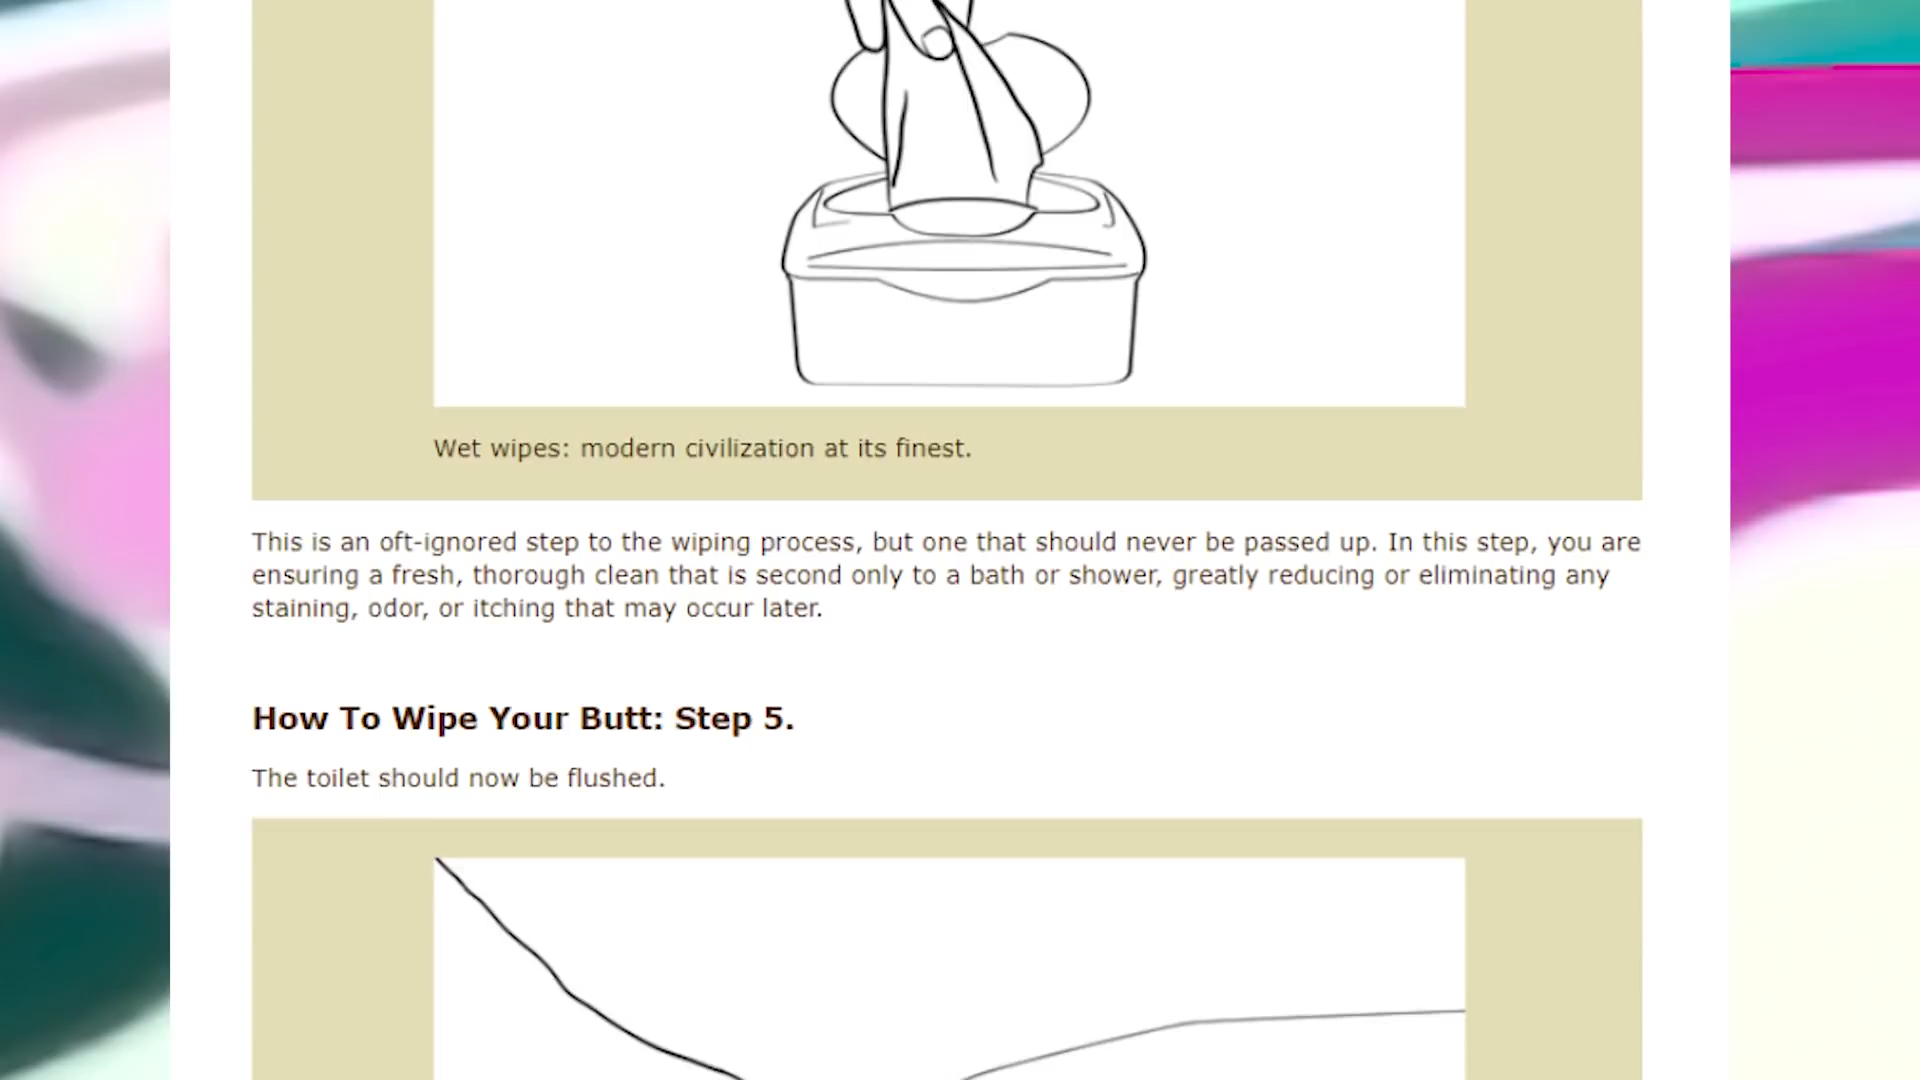 Wet wipes: modern civilization at its finest.
This is an oft-ignored step to the wiping process, but one that should never be passed up. In this step, you are
ensuring a fresh, thorough clean that is second only to a bath or shower, greatly reducing or eliminating any
staining, odor, or itching that may occur later.
How To Wipe Your Butt: Step 5.
The toilet should now be flushed.